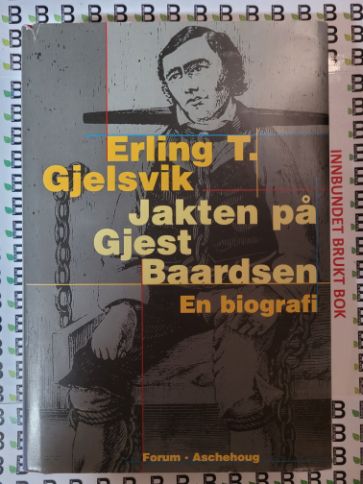 Erling T.
Gjelsvik
Jakten på
Gjest
Baardsen
En biografi
Forum · Aschehoug
INNBUNDET BRUKT BOK